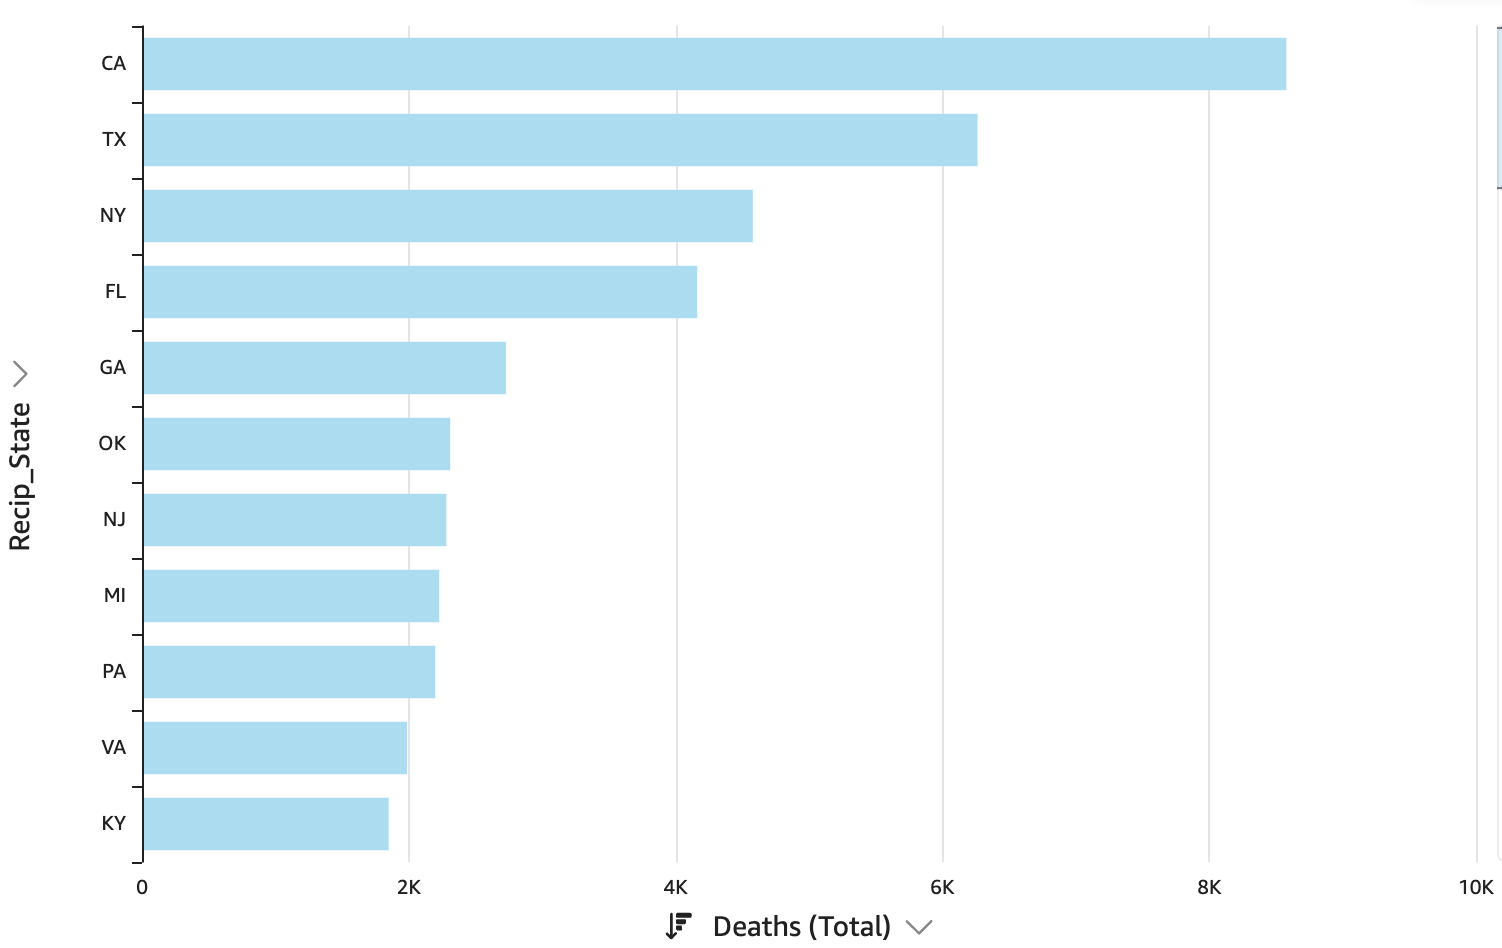 Recip_State
CA
TX
NY
FL
GA
OK
NJ
MI
PA
VA
KY
0 2K 4K 6K 8K 10K
Deaths (Total)